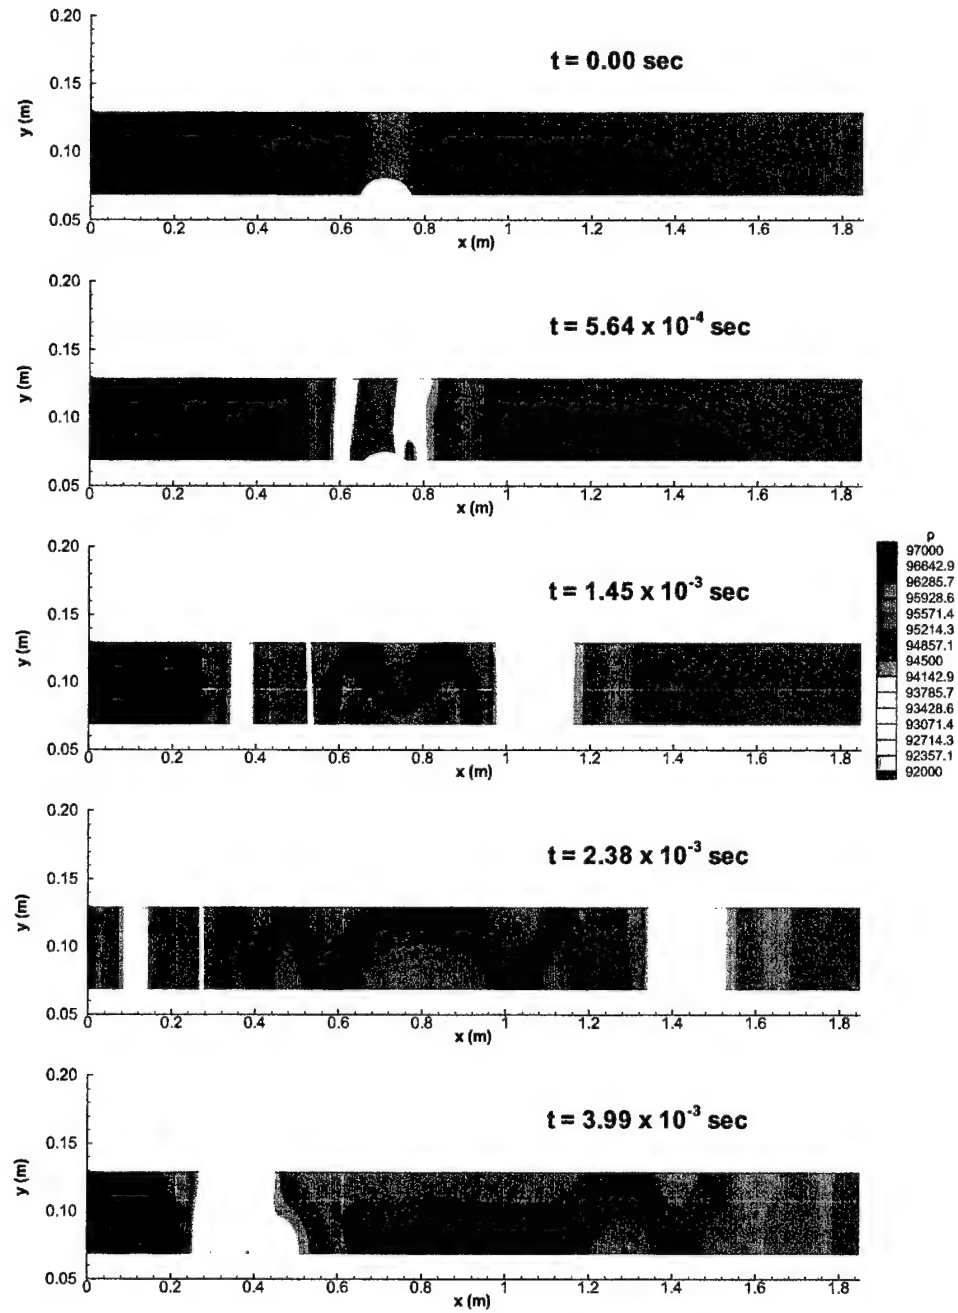 0.20
t = 0.00 sec
0.15
y (m)
0.10
0.05
0 0.2 0.4 0.6 0.8 1 1.2 1.4 1.6 1.8
x (m)
0.20
t = 5.64 x 10⁻⁴ sec
0.15
y (m)
0.10
0.05
0 0.2 0.4 0.6 0.8 1 1.2 1.4 1.6 1.8
x (m)
0.20
t = 1.45 x 10⁻³ sec
0.15
y (m)
0.10
0.05
0 0.2 0.4 0.6 0.8 1 1.2 1.4 1.6 1.8
x (m)
p
97000
96642.9
96285.7
95928.6
95571.4
95214.3
94857.1
94500
94142.9
93785.7
93428.6
93071.4
92714.3
92357.1
92000
0.20
t = 2.38 x 10⁻³ sec
0.15
y (m)
0.10
0.05
0 0.2 0.4 0.6 0.8 1 1.2 1.4 1.6 1.8
x (m)
0.20
t = 3.99 x 10⁻³ sec
0.15
y (m)
0.10
0.05
0 0.2 0.4 0.6 0.8 1 1.2 1.4 1.6 1.8
x (m)